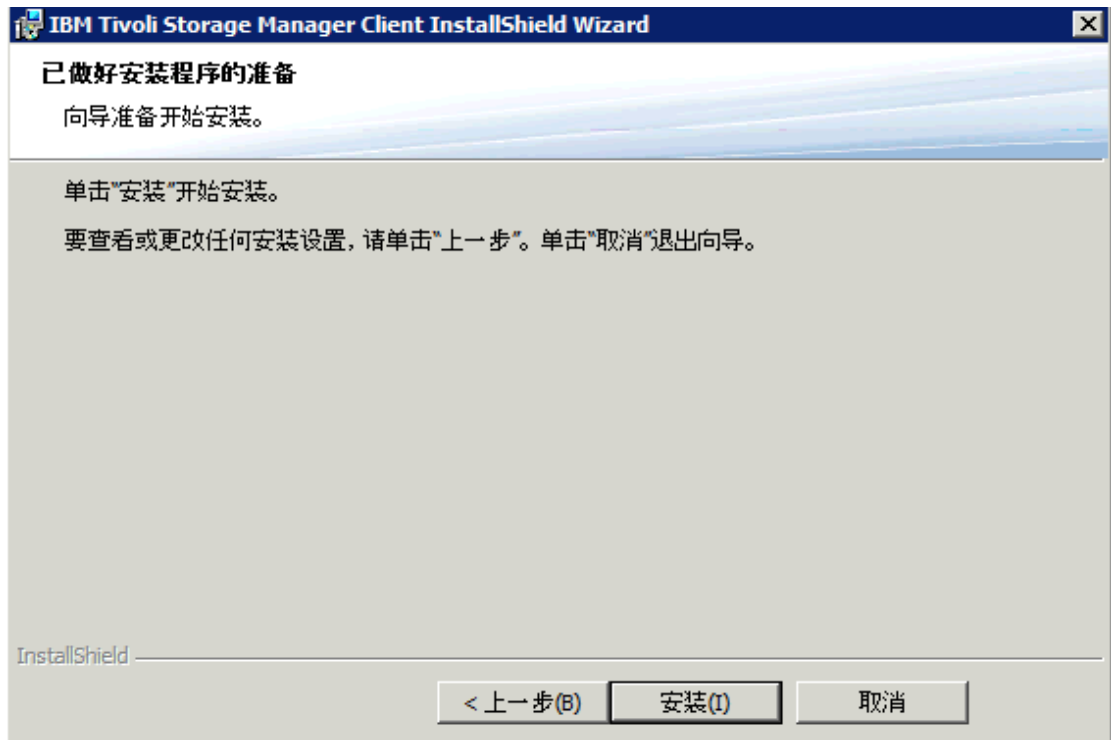 IBM Tivoli Storage Manager Client InstallShield Wizard
已做好安装程序的准备
向导准备开始安装。
单击"安装"开始安装。
要查看或更改任何安装设置,请单击"上一步"。单击"取消"退出向导。
InstallShield
< 上一步(B)
安装(I)
取消